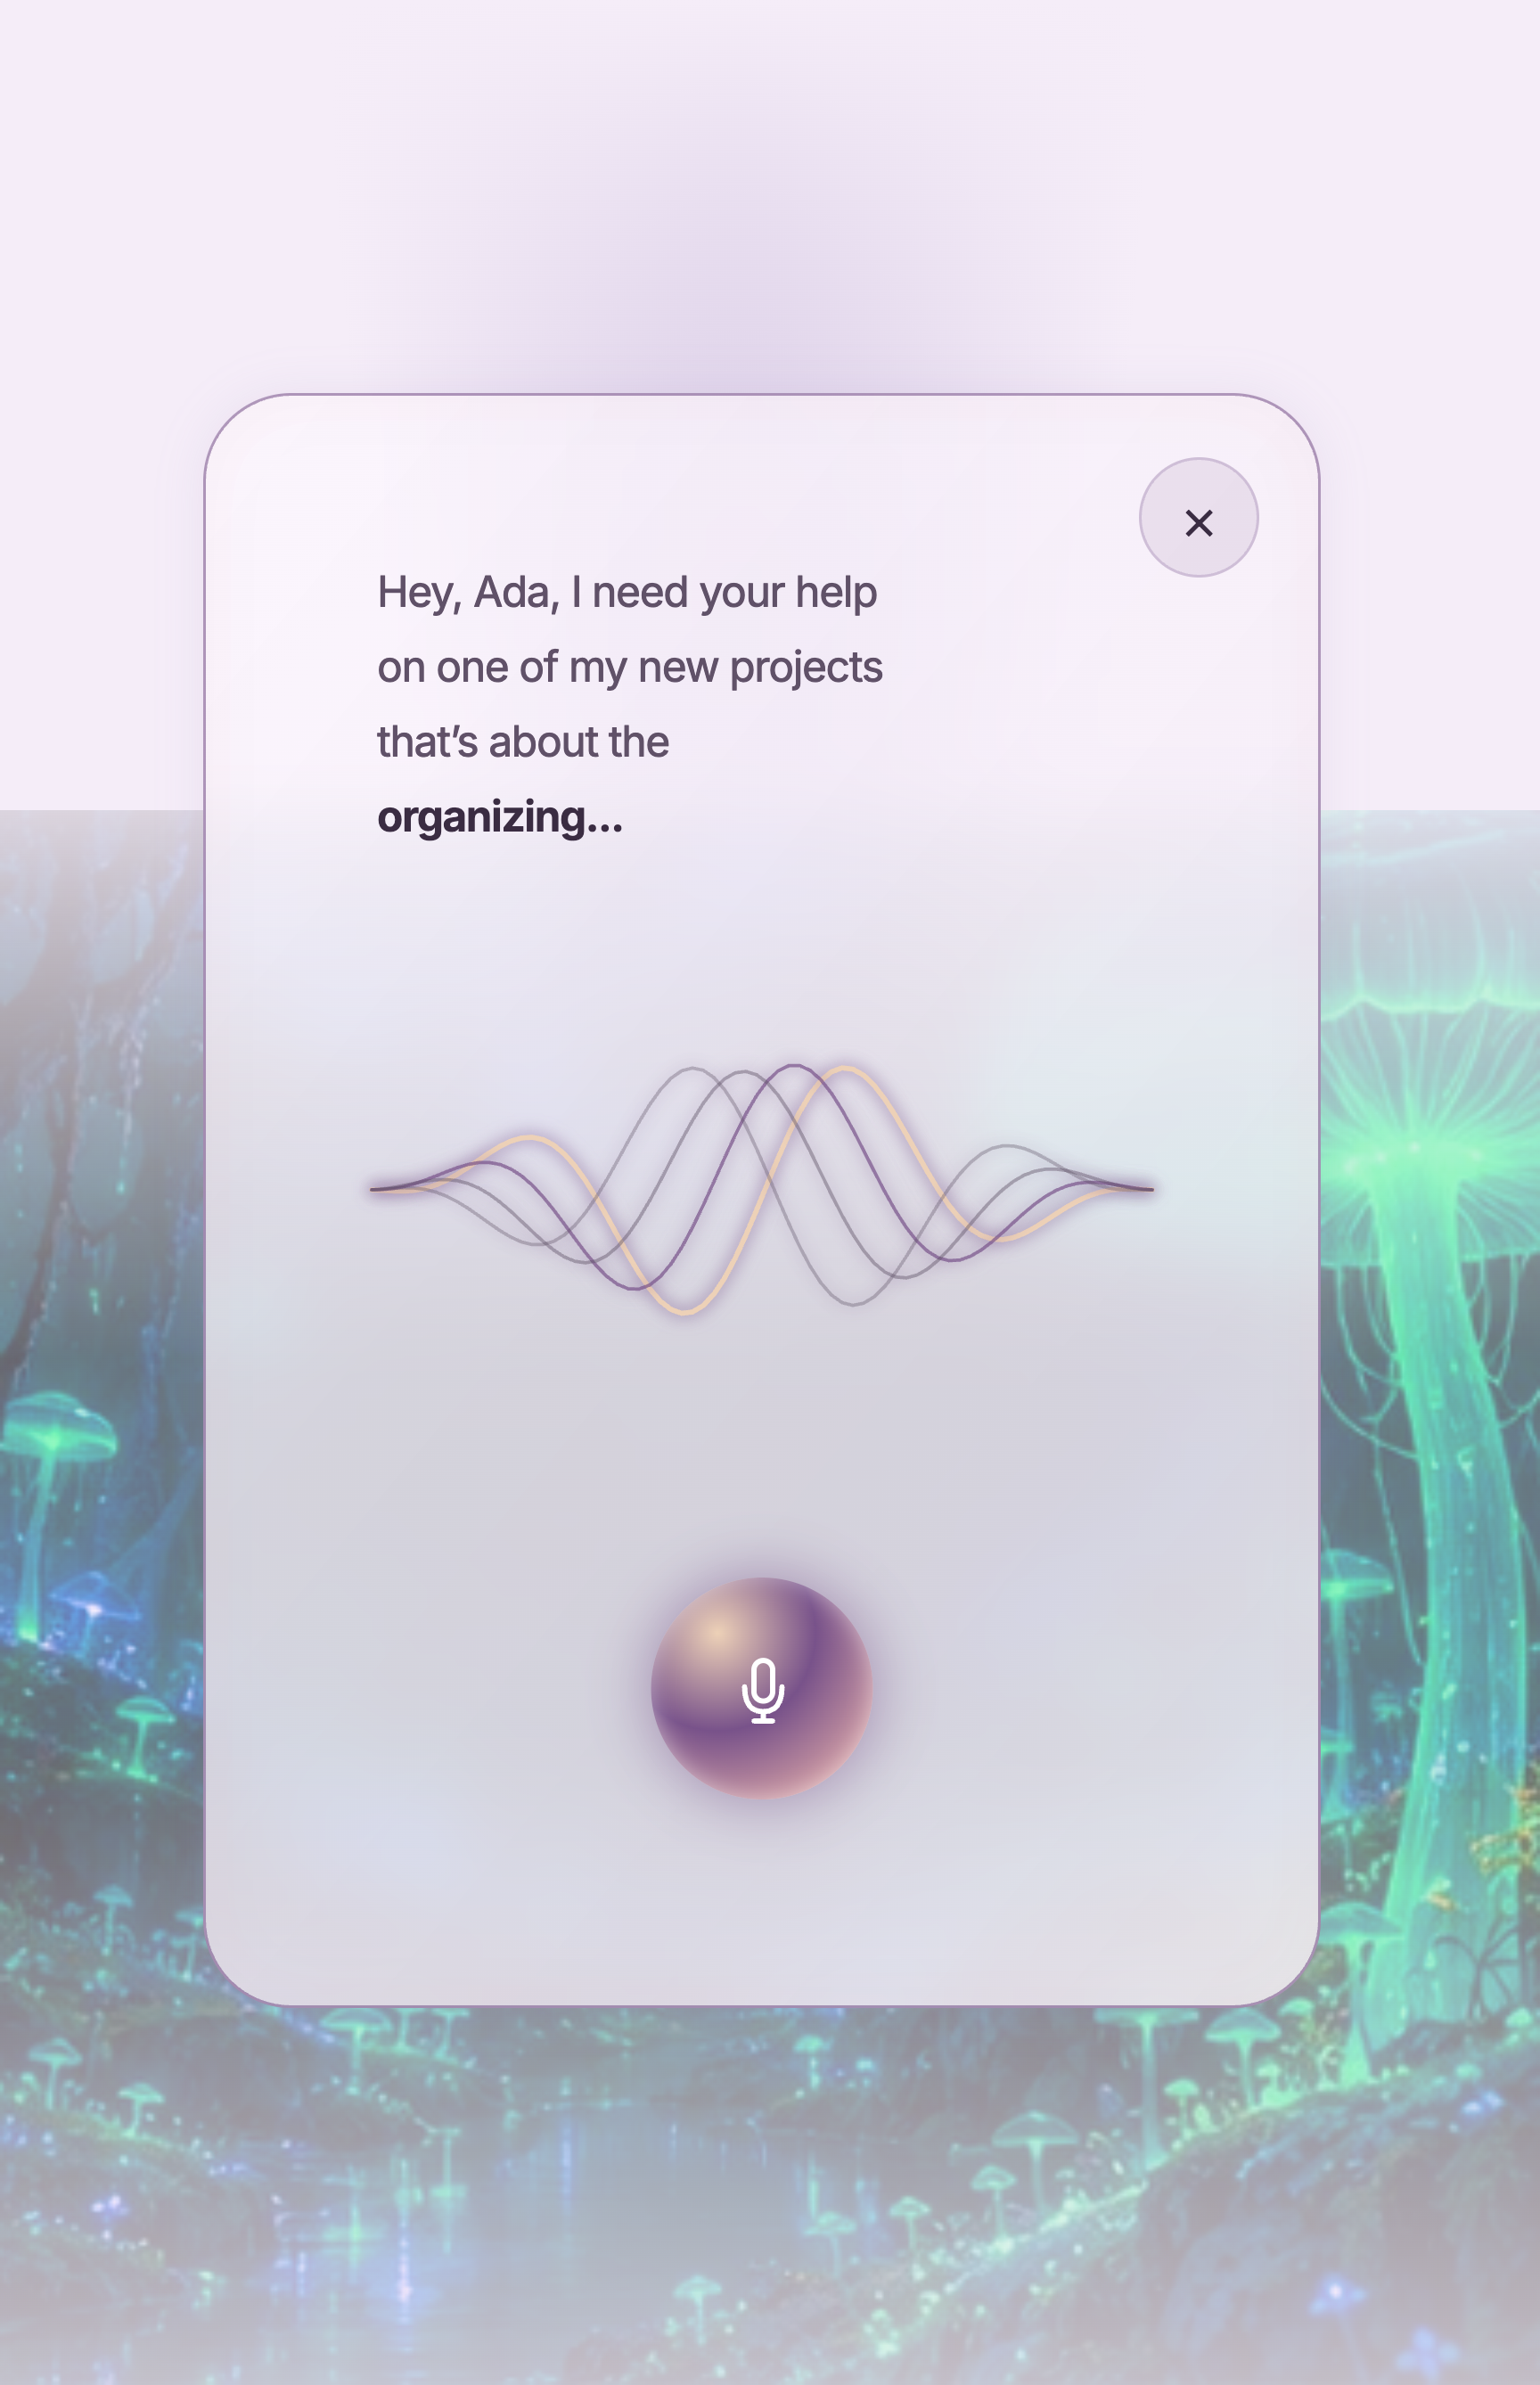 Hey, Ada, I need your help
on one of my new projects
that’s about the
organizing...